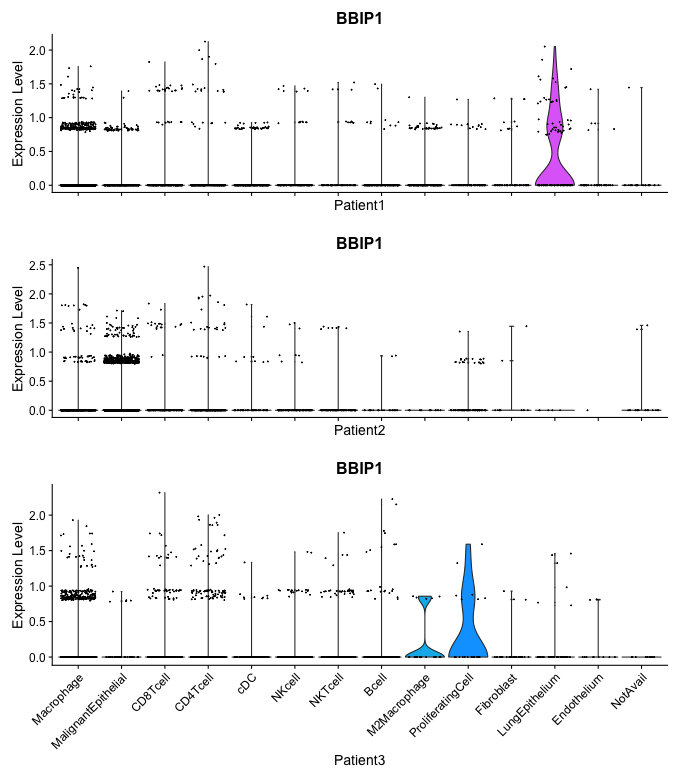 BBIP1
Expression Level
2.0
1.5
1.0
0.5
0.0
Patient1
BBIP1
Expression Level
2.5
2.0
1.5
1.0
0.5
0.0
Patient2
BBIP1
Expression Level
2.0
1.5
1.0
0.5
0.0
Macrophage
MalignantEpithelial
CD8Tcell
CD4Tcell
cDC
NKcell
NKTcell
Bcell
M2Macrophage
ProliferatingCell
Fibroblast
LungEpithelium
Endothelium
NotAvail
Patient3